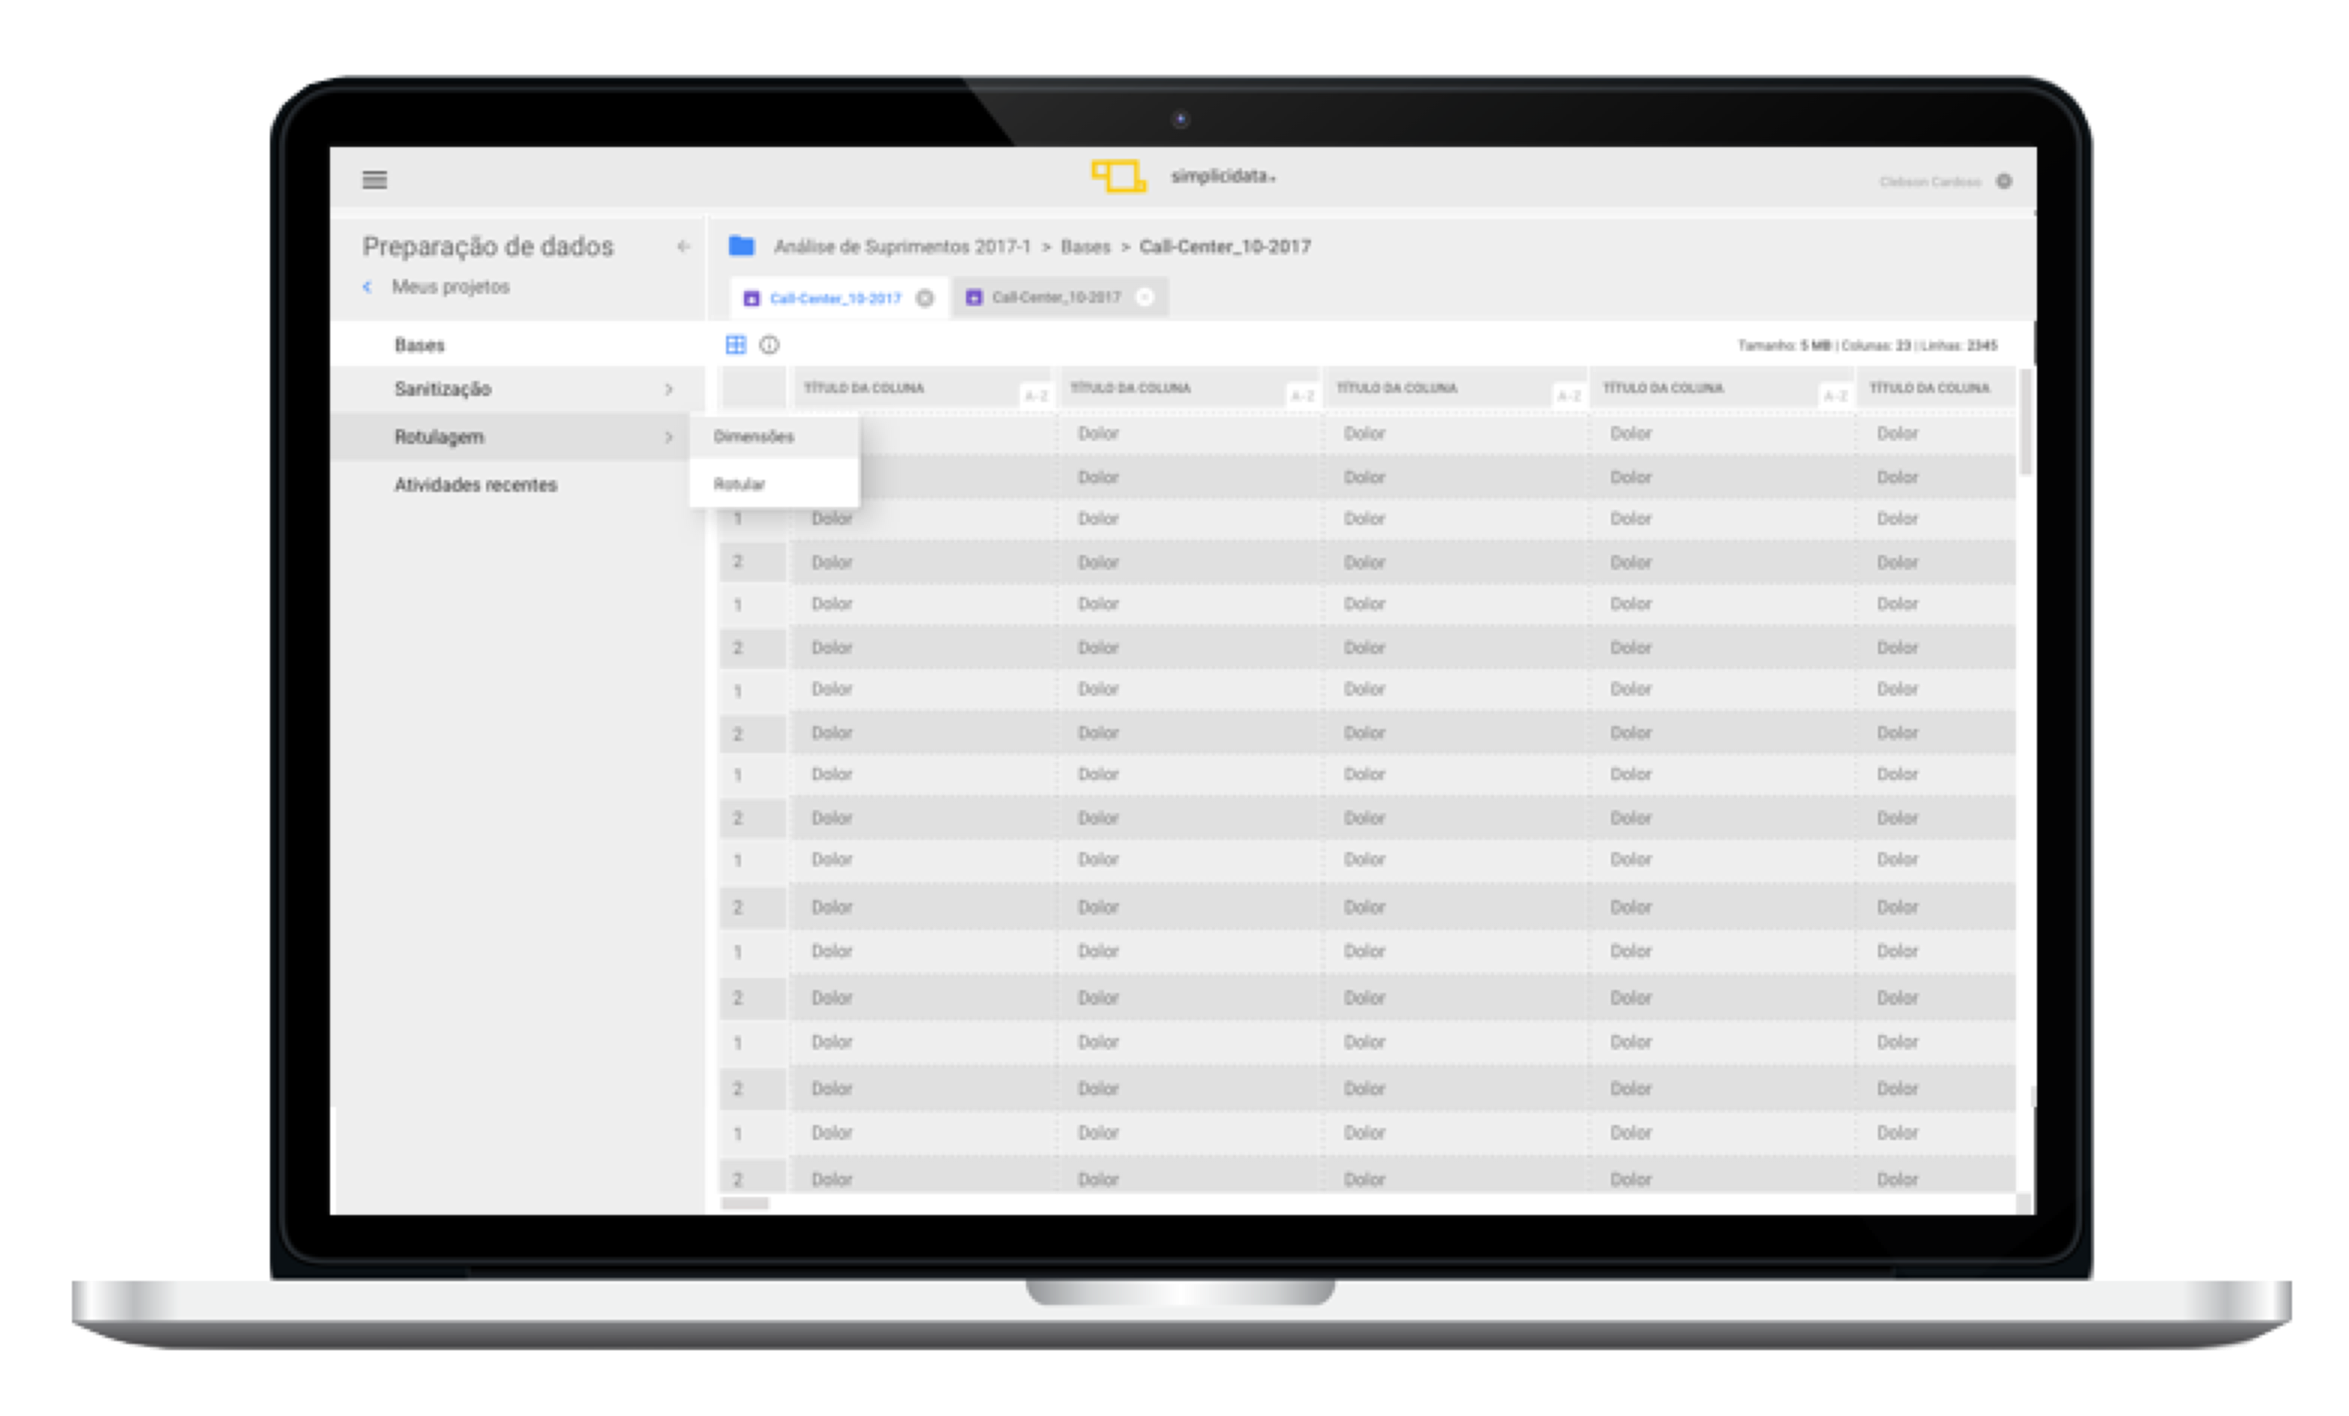 simplicidata
Clebson Cardoso
Preparação de dados
Meus projetos
Análise de Suprimentos 2017-1 > Bases > Call-Center_10-2017
Call-Center_10-2017 Call-Center_10-2017
Bases
Sanitização
Rotulagem
Atividades recentes
Dimensões
Rotular
Tamanho: 5 MB | Colunas: 23 | Linhas: 2345
TÍTULO DA COLUNA A-Z TÍTULO DA COLUNA A-Z TÍTULO DA COLUNA A-Z TÍTULO DA COLUNA A-Z TÍTULO DA COLUNA
Dolor Dolor Dolor Dolor
Dolor Dolor Dolor Dolor
1 Dolor Dolor Dolor Dolor Dolor
2 Dolor Dolor Dolor Dolor Dolor
1 Dolor Dolor Dolor Dolor Dolor
2 Dolor Dolor Dolor Dolor Dolor
1 Dolor Dolor Dolor Dolor Dolor
2 Dolor Dolor Dolor Dolor Dolor
1 Dolor Dolor Dolor Dolor Dolor
2 Dolor Dolor Dolor Dolor Dolor
1 Dolor Dolor Dolor Dolor Dolor
2 Dolor Dolor Dolor Dolor Dolor
1 Dolor Dolor Dolor Dolor Dolor
2 Dolor Dolor Dolor Dolor Dolor
1 Dolor Dolor Dolor Dolor Dolor
2 Dolor Dolor Dolor Dolor Dolor
1 Dolor Dolor Dolor Dolor Dolor
2 Dolor Dolor Dolor Dolor Dolor